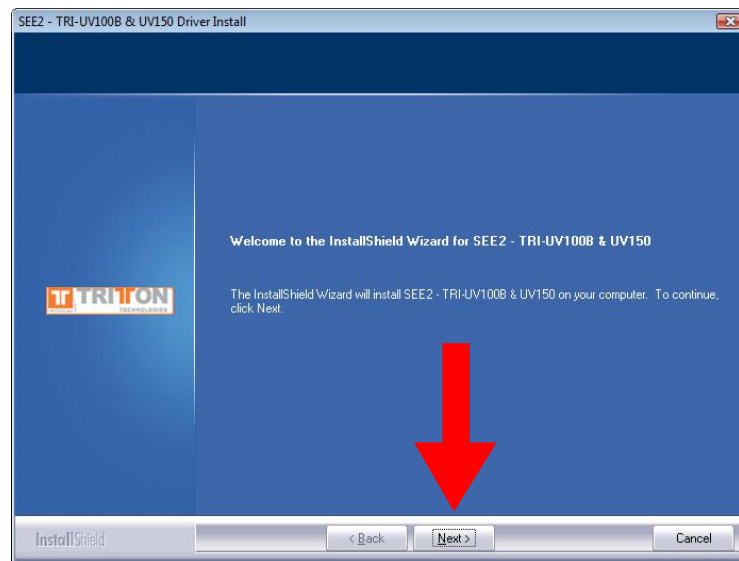 SEE2 - TRI-UV100B & UV150 Driver Install
Welcome to the InstallShield Wizard for SEE2 - TRI-UV100B & UV150
TRITTON
TECHNOLOGIES
The InstallShield Wizard will install SEE2 - TRI-UV100B & UV150 on your computer. To continue,
click Next.
InstallShield
< Back
Next >
Cancel